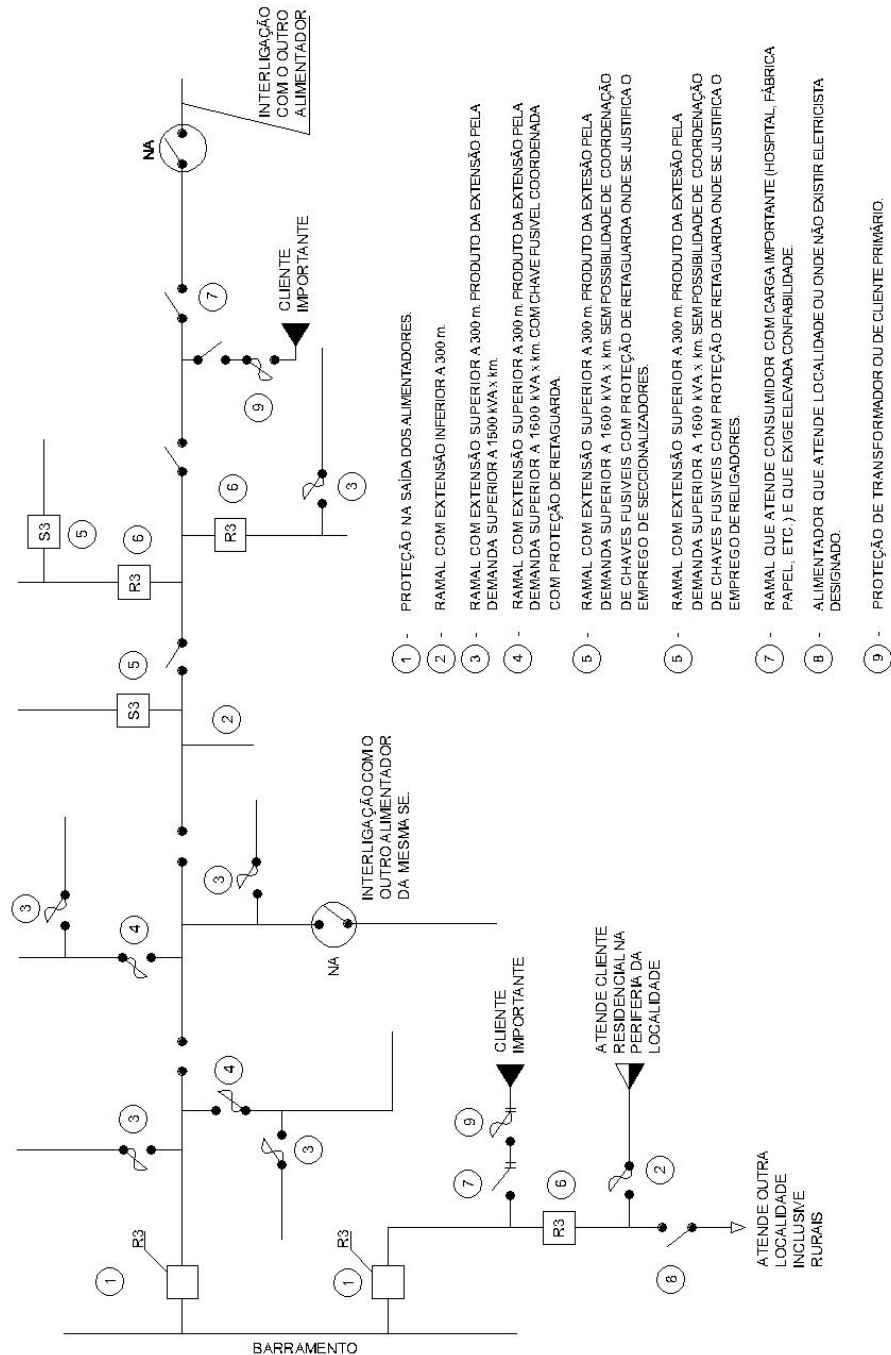 BARRAMENTO
1
R3
1
R3
3
3
4
3
4
3
NA
INTERLIGAÇÃO COM O
OUTRO ALIMENTADOR
DA MESMA SE.
2
S3
5
R3
6
S3
5
R3
6
3
9
CLIENTE
IMPORTANTE
7
NA
INTERLIGAÇÃO
COM O OUTRO
ALIMENTADOR
7
9
CLIENTE
IMPORTANTE
R3
6
2
ATENDE CLIENTE
RESIDENCIAL NA
PERIFERIA DA
LOCALIDADE
8
ATENDE OUTRA
LOCALIDADE
INCLUSIVE
RURAIS
1 - PROTEÇÃO NA SAÍDA DOS ALIMENTADORES.
2 - RAMAL COM EXTENSÃO INFERIOR A 300 m.
3 - RAMAL COM EXTENSÃO SUPERIOR A 300 m. PRODUTO DA EXTENSÃO PELA
DEMANDA SUPERIOR A 1500 kVA x km.
4 - RAMAL COM EXTENSÃO SUPERIOR A 300 m. PRODUTO DA EXTENSÃO PELA
DEMANDA SUPERIOR A 1600 kVA x km. COM CHAVE FUSIVEL COORDENADA
COM PROTEÇÃO DE RETAGUARDA.
5 - RAMAL COM EXTENSÃO SUPERIOR A 300 m. PRODUTO DA EXTESÃO PELA
DEMANDA SUPERIOR A 1600 kVA x km. SEM POSSIBILIDADE DE COORDENAÇÃO
DE CHAVES FUSIVEIS COM PROTEÇÃO DE RETAGUARDA ONDE SE JUSTIFICA O
EMPREGO DE SECCIONALIZADORES.
5 - RAMAL COM EXTENSÃO SUPERIOR A 300 m. PRODUTO DA EXTESÃO PELA
DEMANDA SUPERIOR A 1600 kVA x km. SEM POSSIBILIDADE DE COORDENAÇÃO
DE CHAVES FUSIVEIS COM PROTEÇÃO DE RETAGUARDA ONDE SE JUSTIFICA O
EMPREGO DE RELIGADORES.
7 - RAMAL QUE ATENDE CONSUMIDOR COM CARGA IMPORTANTE (HOSPITAL, FÁBRICA
PAPEL, ETC.) E QUE EXIGE ELEVADA CONFIABILIDADE.
8 - ALIMENTADOR QUE ATENDE LOCALIDADE OU ONDE NÃO EXISTIR ELETRICISTA
DESIGNADO.
9 - PROTEÇÃO DE TRANSFORMADOR OU DE CLIENTE PRIMÁRIO.